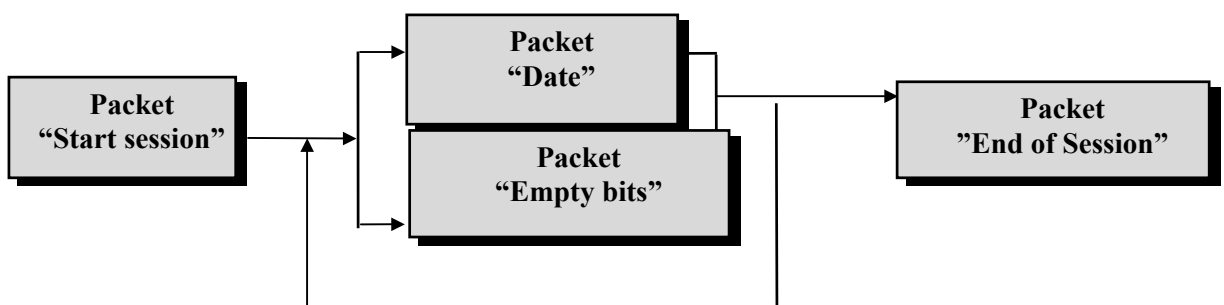 Packet
“Start session”
Packet
“Date”
Packet
“Empty bits”
Packet
”End of Session”